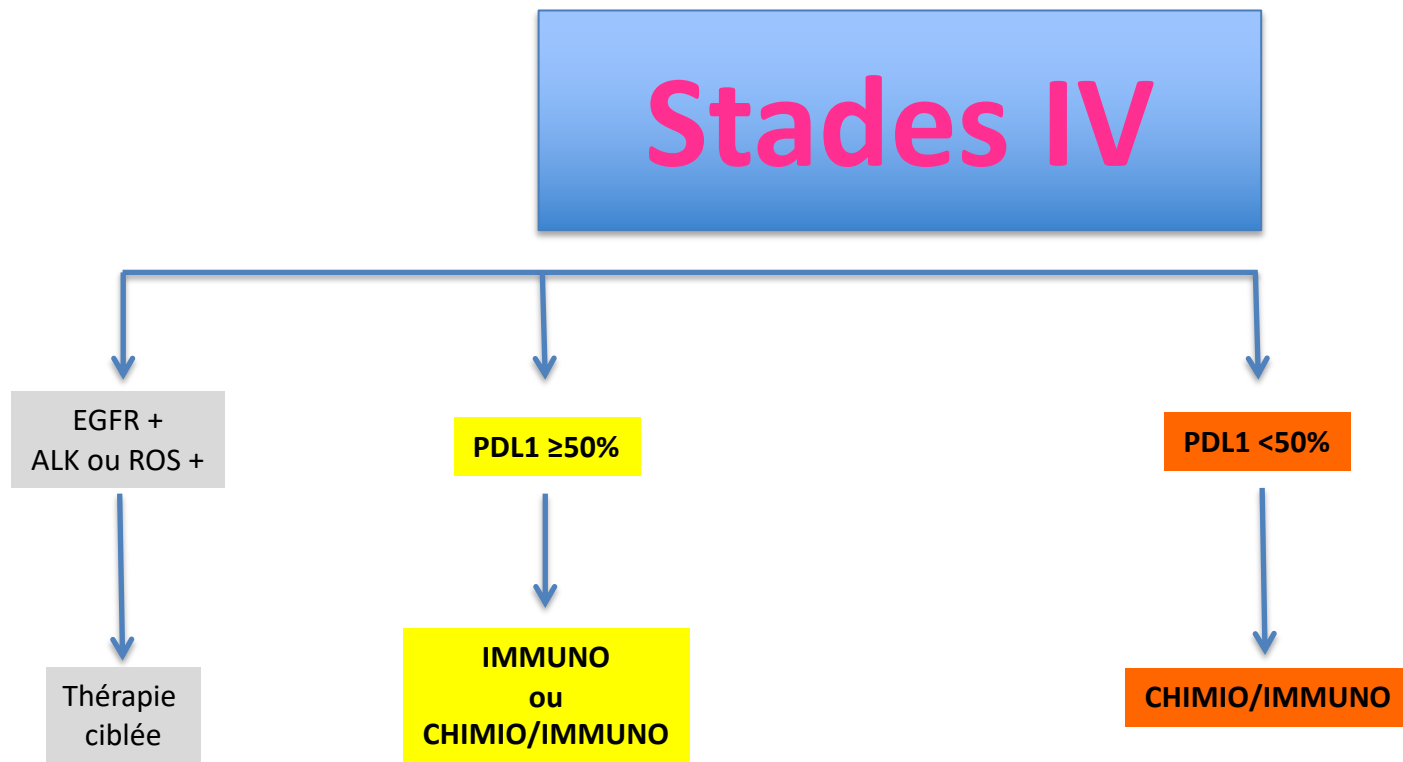 Stades IV
EGFR +
ALK ou ROS +
PDL1 ≥50%
PDL1 <50%
Thérapie
ciblée
IMMUNO
ou
CHIMIO/IMMUNO
CHIMIO/IMMUNO